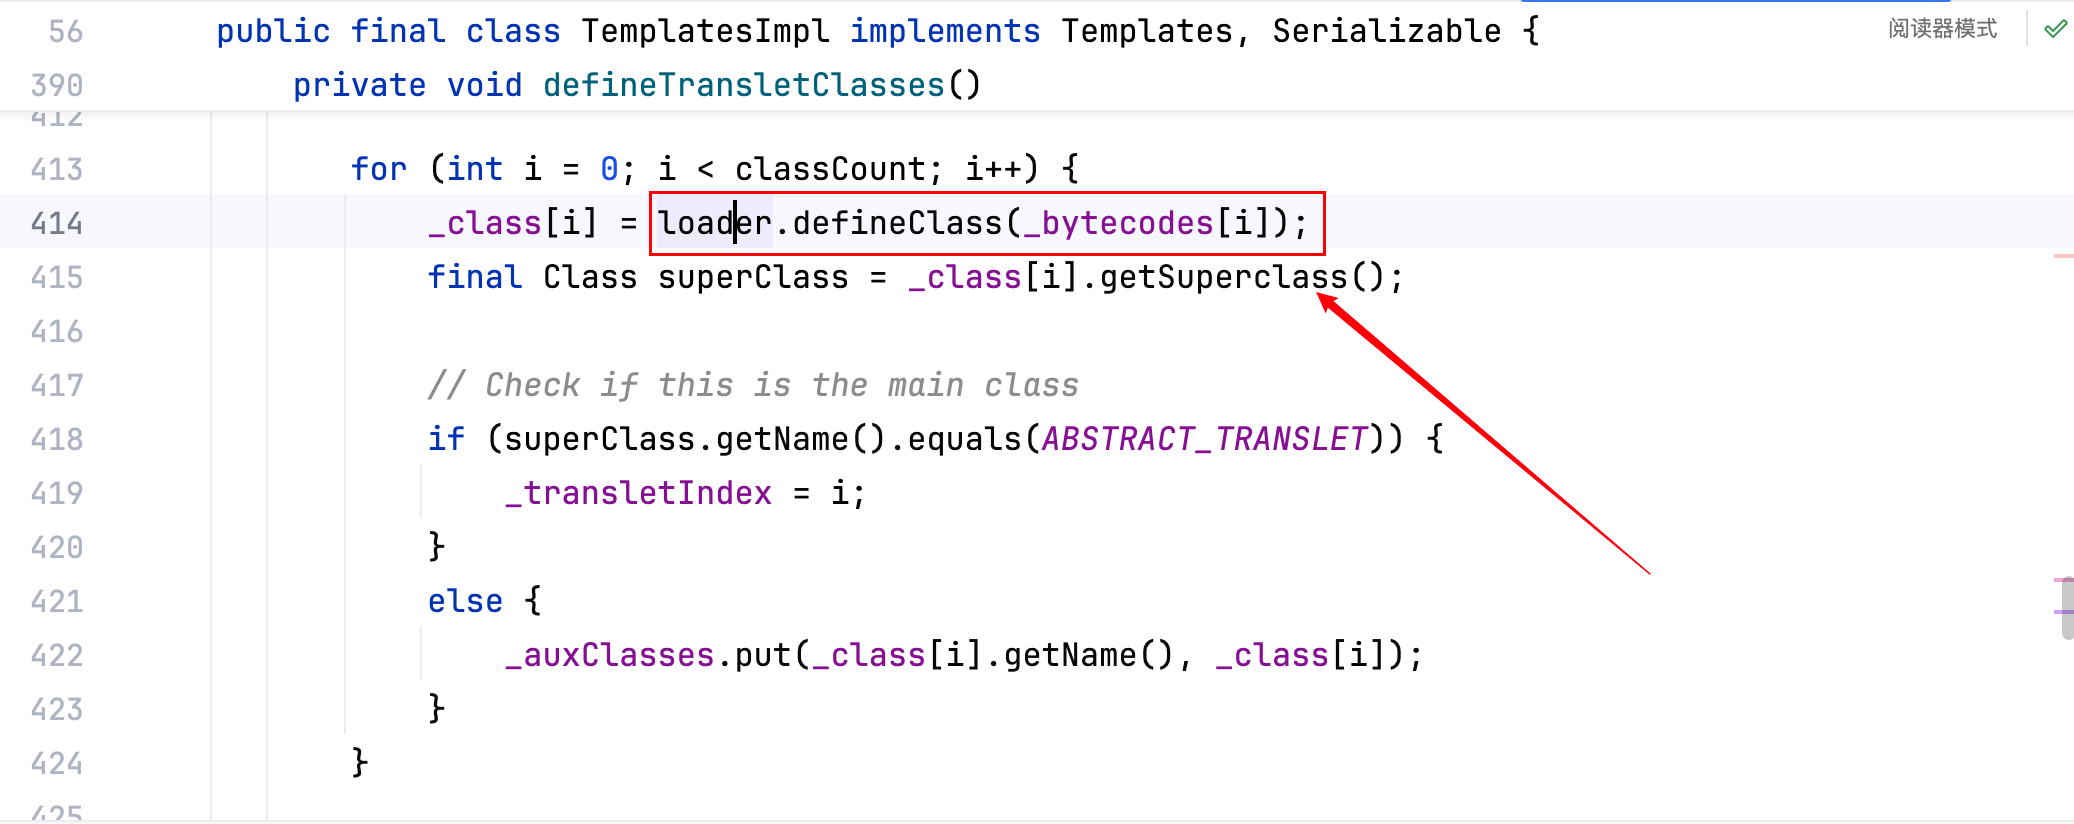 56 public final class TemplatesImpl implements Templates, Serializable { 阅读器模式
390 private void defineTransletClasses()
412
413 for (int i = 0; i < classCount; i++) {
414 _class[i] = loader.defineClass(_bytecodes[i]);
415 final Class superClass = _class[i].getSuperclass();
416
417 // Check if this is the main class
418 if (superClass.getName().equals(ABSTRACT_TRANSLET)) {
419 _transletIndex = i;
420 }
421 else {
422 _auxClasses.put(_class[i].getName(), _class[i]);
423 }
424 }
425